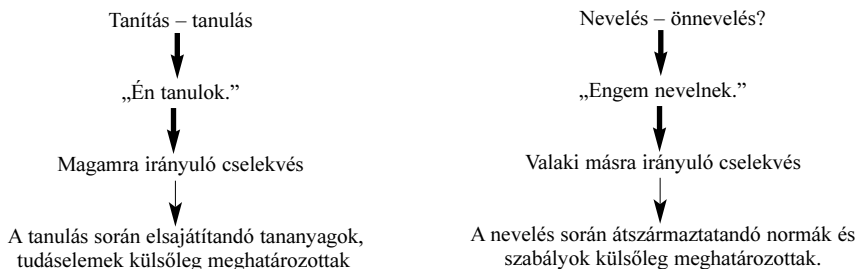 Tanítás – tanulás
„Én tanulok.”
Magamra irányuló cselekvés
A tanulás során elsajátítandó tananyagok,
tudáselemek külsőleg meghatározottak
Nevelés – önnevelés?
„Engem nevelnek.”
Valaki másra irányuló cselekvés
A nevelés során átszármaztatandó normák és
szabályok külsőleg meghatározottak.